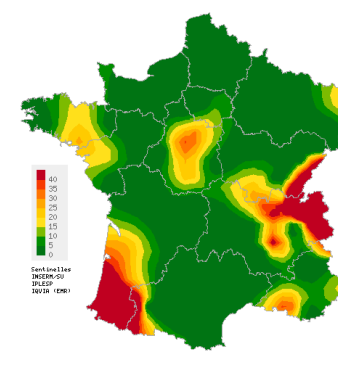 40
35
30
25
20
15
10
5
0
Sentinelles
INSERM/SU
IPLESP
IQVIA (EMR)